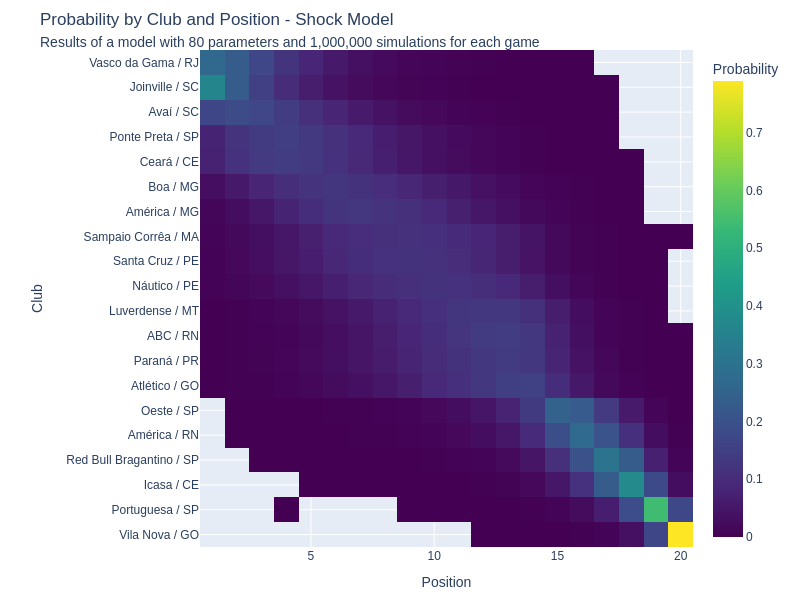 Probability by Club and Position - Shock Model
Results of a model with 80 parameters and 1,000,000 simulations for each game
Probability
Vasco da Gama / RJ
Joinville / SC
Avaí / SC
Ponte Preta / SP
Ceará / CE
Boa / MG
América / MG
Sampaio Corrêa / MA
Santa Cruz / PE
Náutico / PE
Luverdense / MT
ABC / RN
Paraná / PR
Atlético / GO
Oeste / SP
América / RN
Red Bull Bragantino / SP
Icasa / CE
Portuguesa / SP
Vila Nova / GO
Club
5
10
15
20
Position
0.7
0.6
0.5
0.4
0.3
0.2
0.1
0